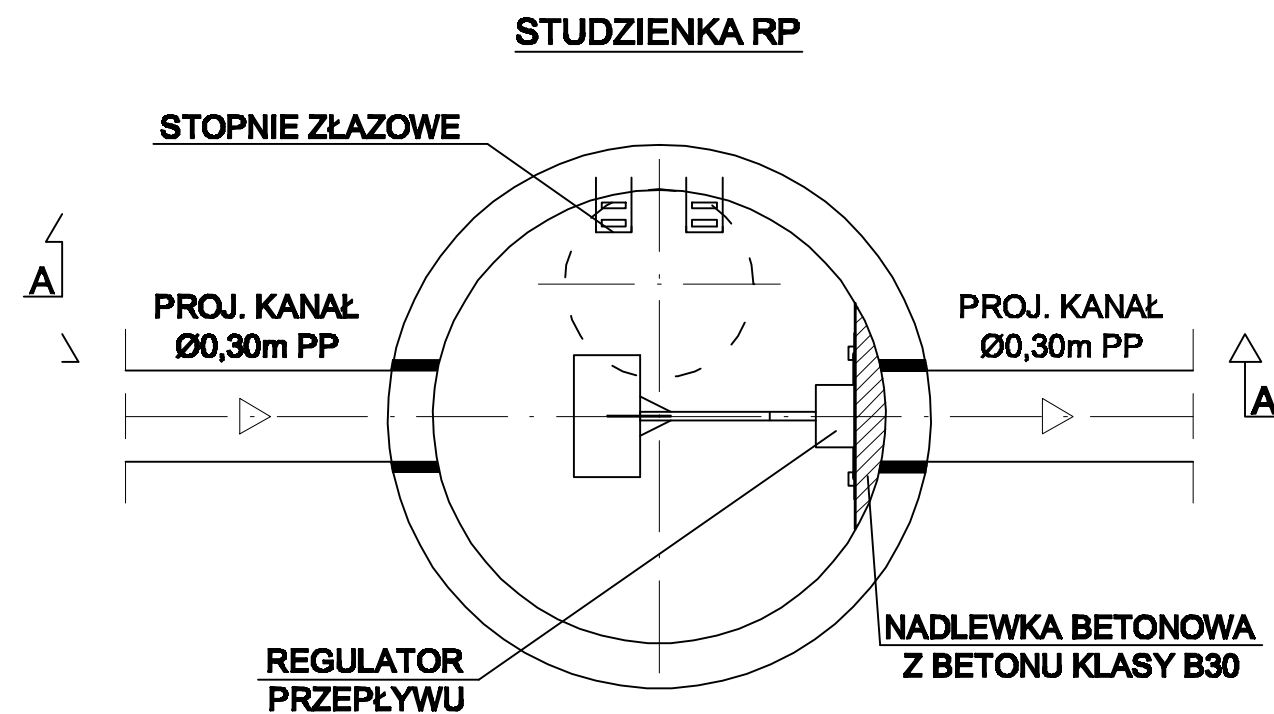 STUDZIENKA RP
STOPNIE ZŁAZOWE
A
PROJ. KANAŁ
Ø0,30m PP
PROJ. KANAŁ
Ø0,30m PP
A
NADLEWKA BETONOWA
Z BETONU KLASY B30
REGULATOR
PRZEPŁYWU